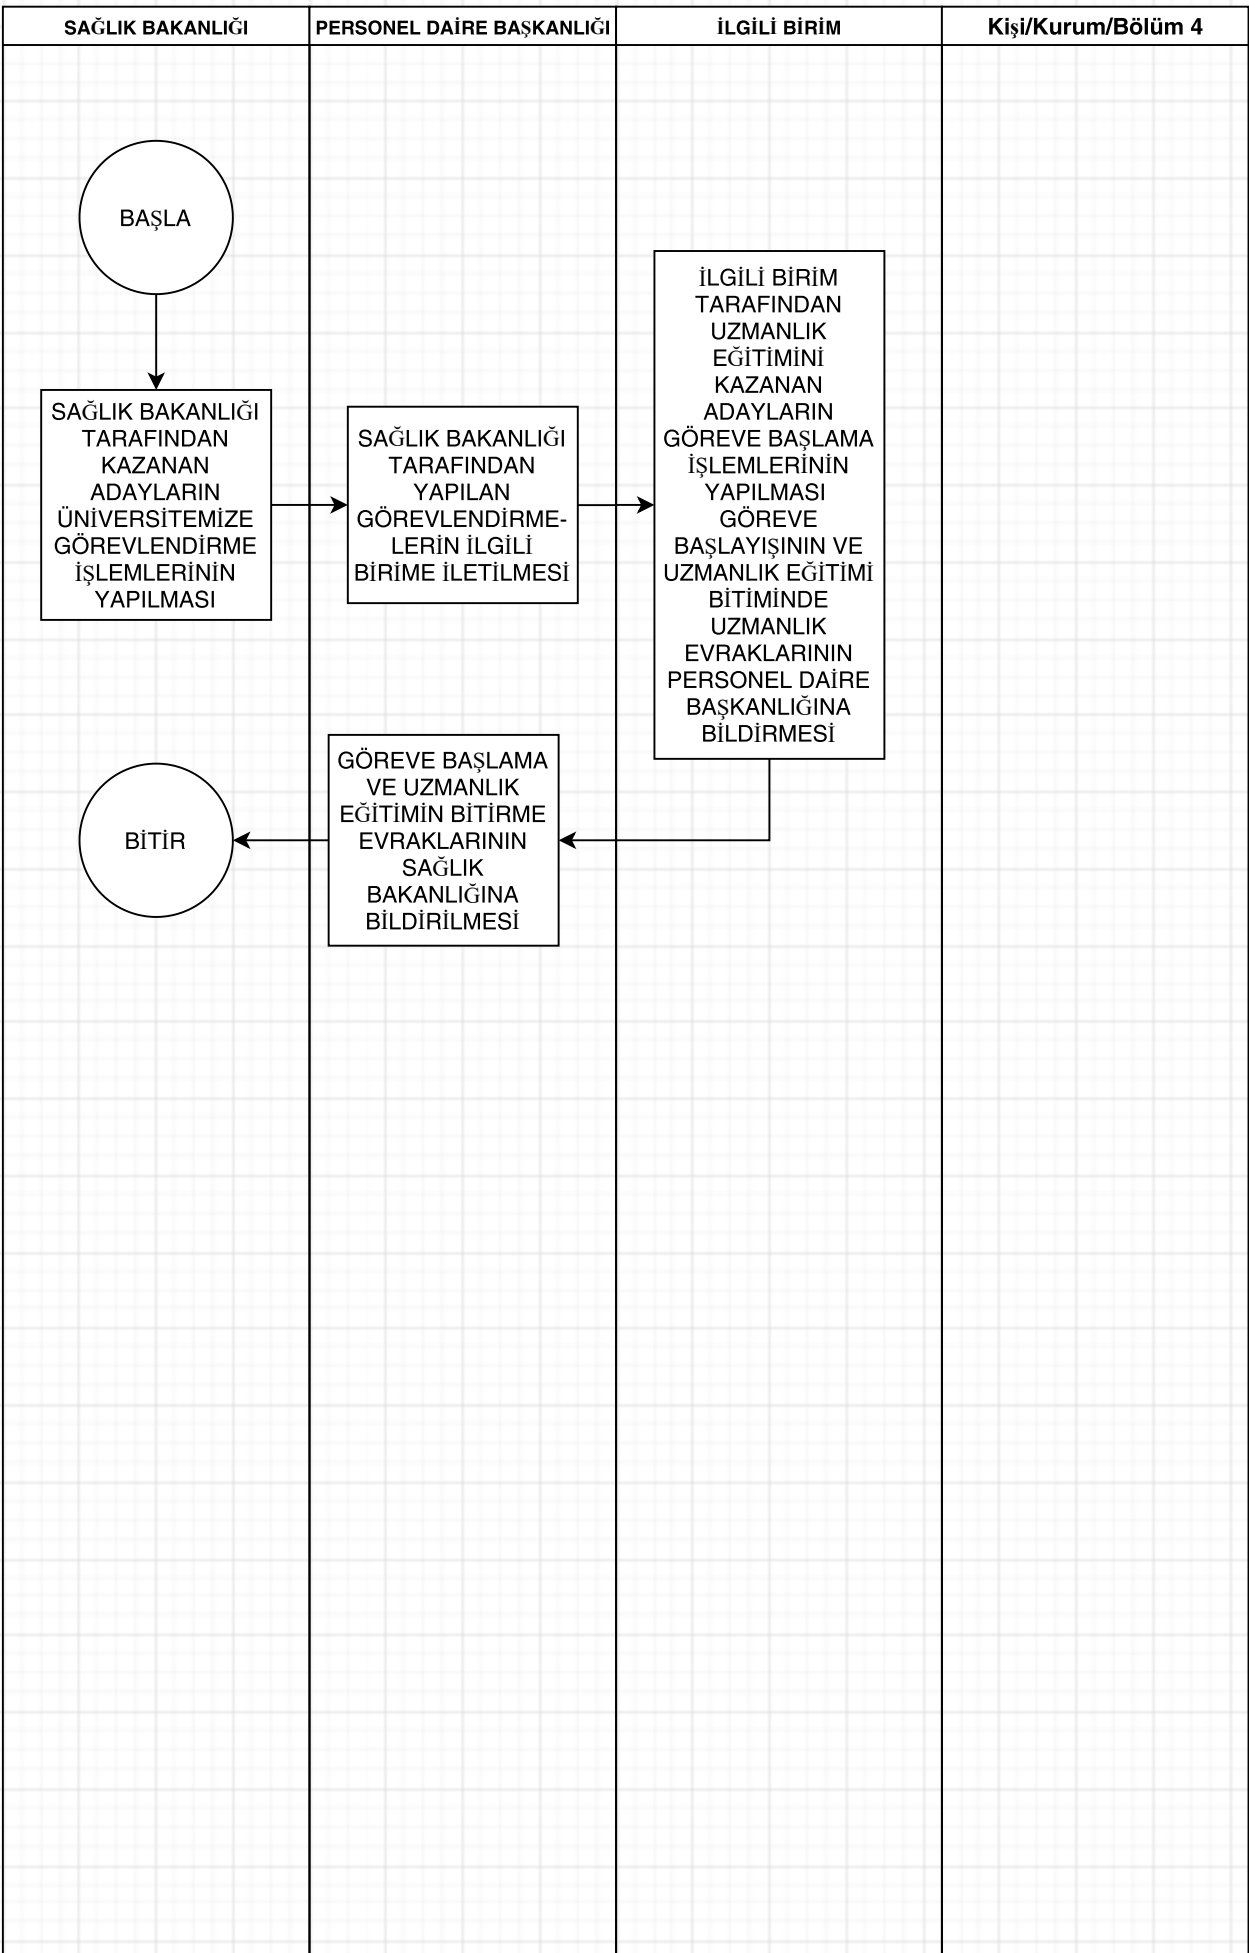 SAĞLIK BAKANLIĞI
PERSONEL DAİRE BAŞKANLIĞI
İLGİLİ BİRİM
Kişi/Kurum/Bölüm 4
BAŞLA
SAĞLIK BAKANLIĞI
TARAFINDAN
KAZANAN
ADAYLARIN
ÜNİVERSİTEMİZE
GÖREVLENDİRME
İŞLEMLERİNİN
YAPILMASI
SAĞLIK BAKANLIĞI
TARAFINDAN
YAPILAN
GÖREVLENDİRME-
LERİN İLGİLİ
BİRİME İLETİLMESİ
İLGİLİ BİRİM
TARAFINDAN
UZMANLIK
EĞİTİMİNİ
KAZANAN
ADAYLARIN
GÖREVE BAŞLAMA
İŞLEMLERİNİN
YAPILMASI
GÖREVE
BAŞLAYIŞININ VE
UZMANLIK EĞİTİMİ
BİTİMİNDE
UZMANLIK
EVRAKLARININ
PERSONEL DAİRE
BAŞKANLIĞINA
BİLDİRMESİ
GÖREVE BAŞLAMA
VE UZMANLIK
EĞİTİMİN BİTİRME
EVRAKLARININ
SAĞLIK
BAKANLIĞINA
BİLDİRİLMESİ
BİTİR